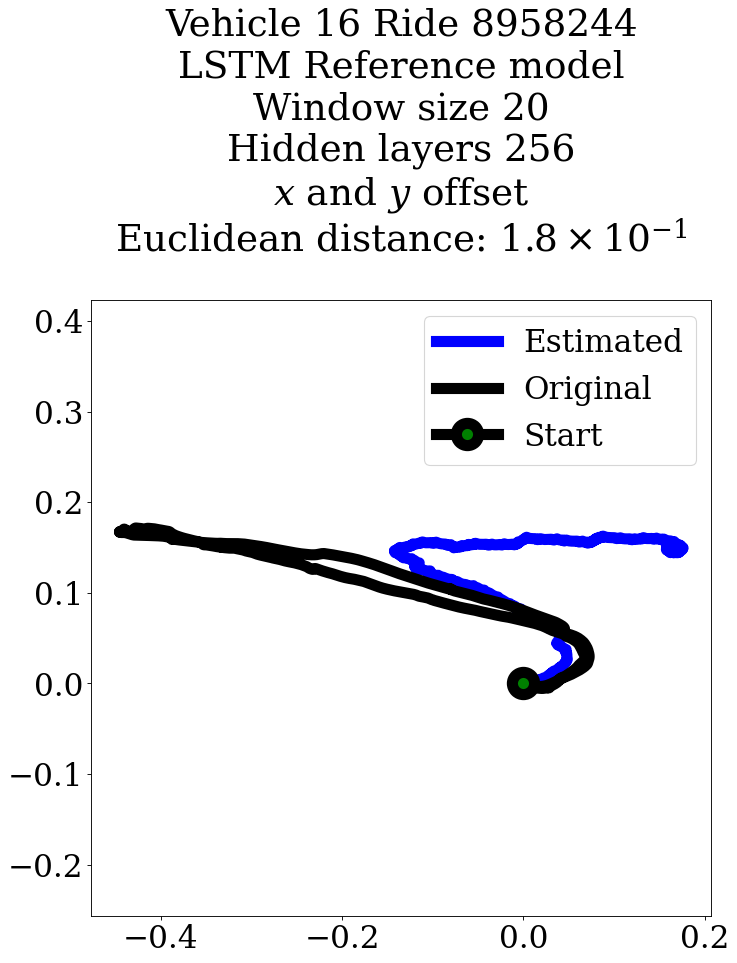 Vehicle 16 Ride 8958244
LSTM Reference model
Window size 20
Hidden layers 256
x and y offset
Euclidean distance: 1.8 × 10⁻¹
Estimated
Original
Start
0.4
0.3
0.2
0.1
0.0
−0.1
−0.2
−0.4
−0.2
0.0
0.2